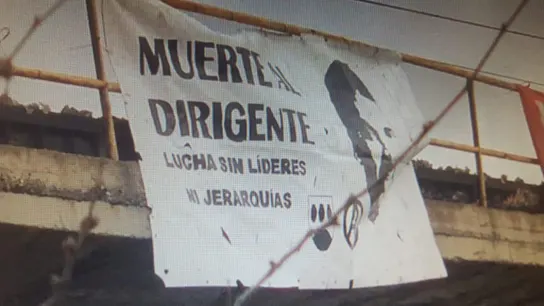 MUERTE AL
DIRIGENTE
LUCHA SIN LÍDERES
NI JERARQUÍAS